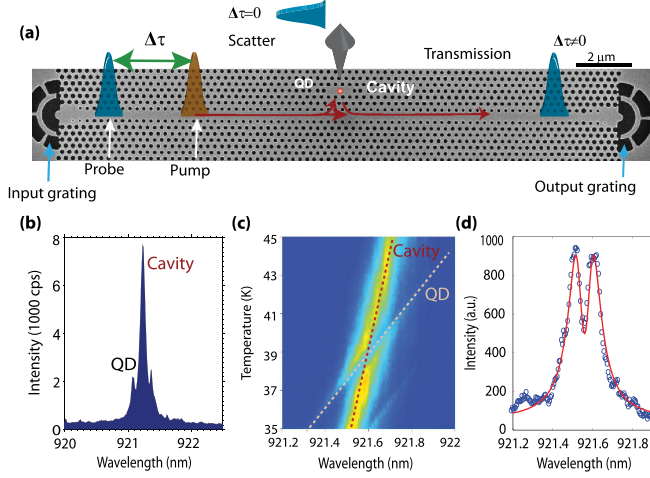 Δτ=0
(a)
Δτ
Scatter
Transmission
Δτ≠0
2 μm
QD
Cavity
Probe
Pump
Input grating
Output grating
(b)
Intensity (1000 cps)
8
6
4
2
0
Cavity
QD
920
921
922
Wavelength (nm)
(c)
Temperature (K)
45
43
41
39
37
35
Cavity
QD
921.2
921.4
921.6
921.8
922
Wavelength (nm)
(d)
Intensity (a.u.)
1000
800
600
400
200
0
921.2
921.4
921.6
921.8
Wavelength (nm)